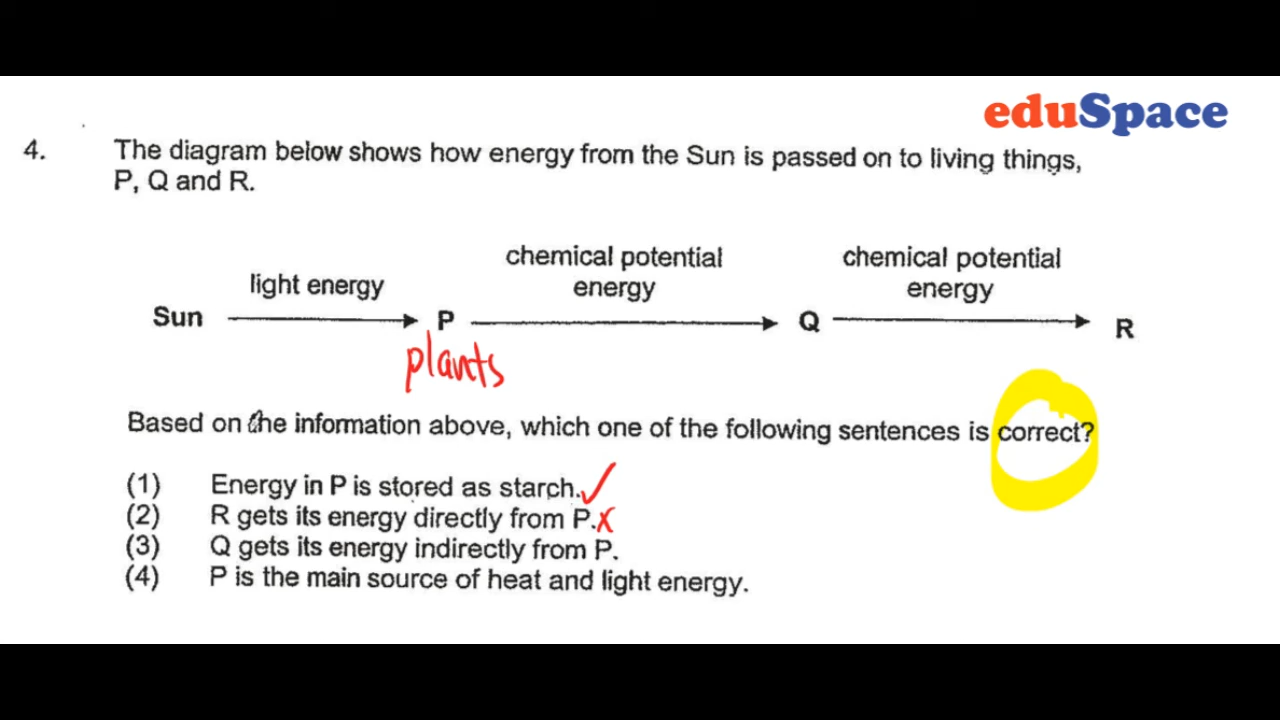 eduSpace
4. The diagram below shows how energy from the Sun is passed on to living things,
P, Q and R.
chemical potential chemical potential
light energy energy energy
Sun P Q R
plants
Based on the information above, which one of the following sentences is correct?
(1) Energy in P is stored as starch. ✓
(2) R gets its energy directly from P. x
(3) Q gets its energy indirectly from P.
(4) P is the main source of heat and light energy.